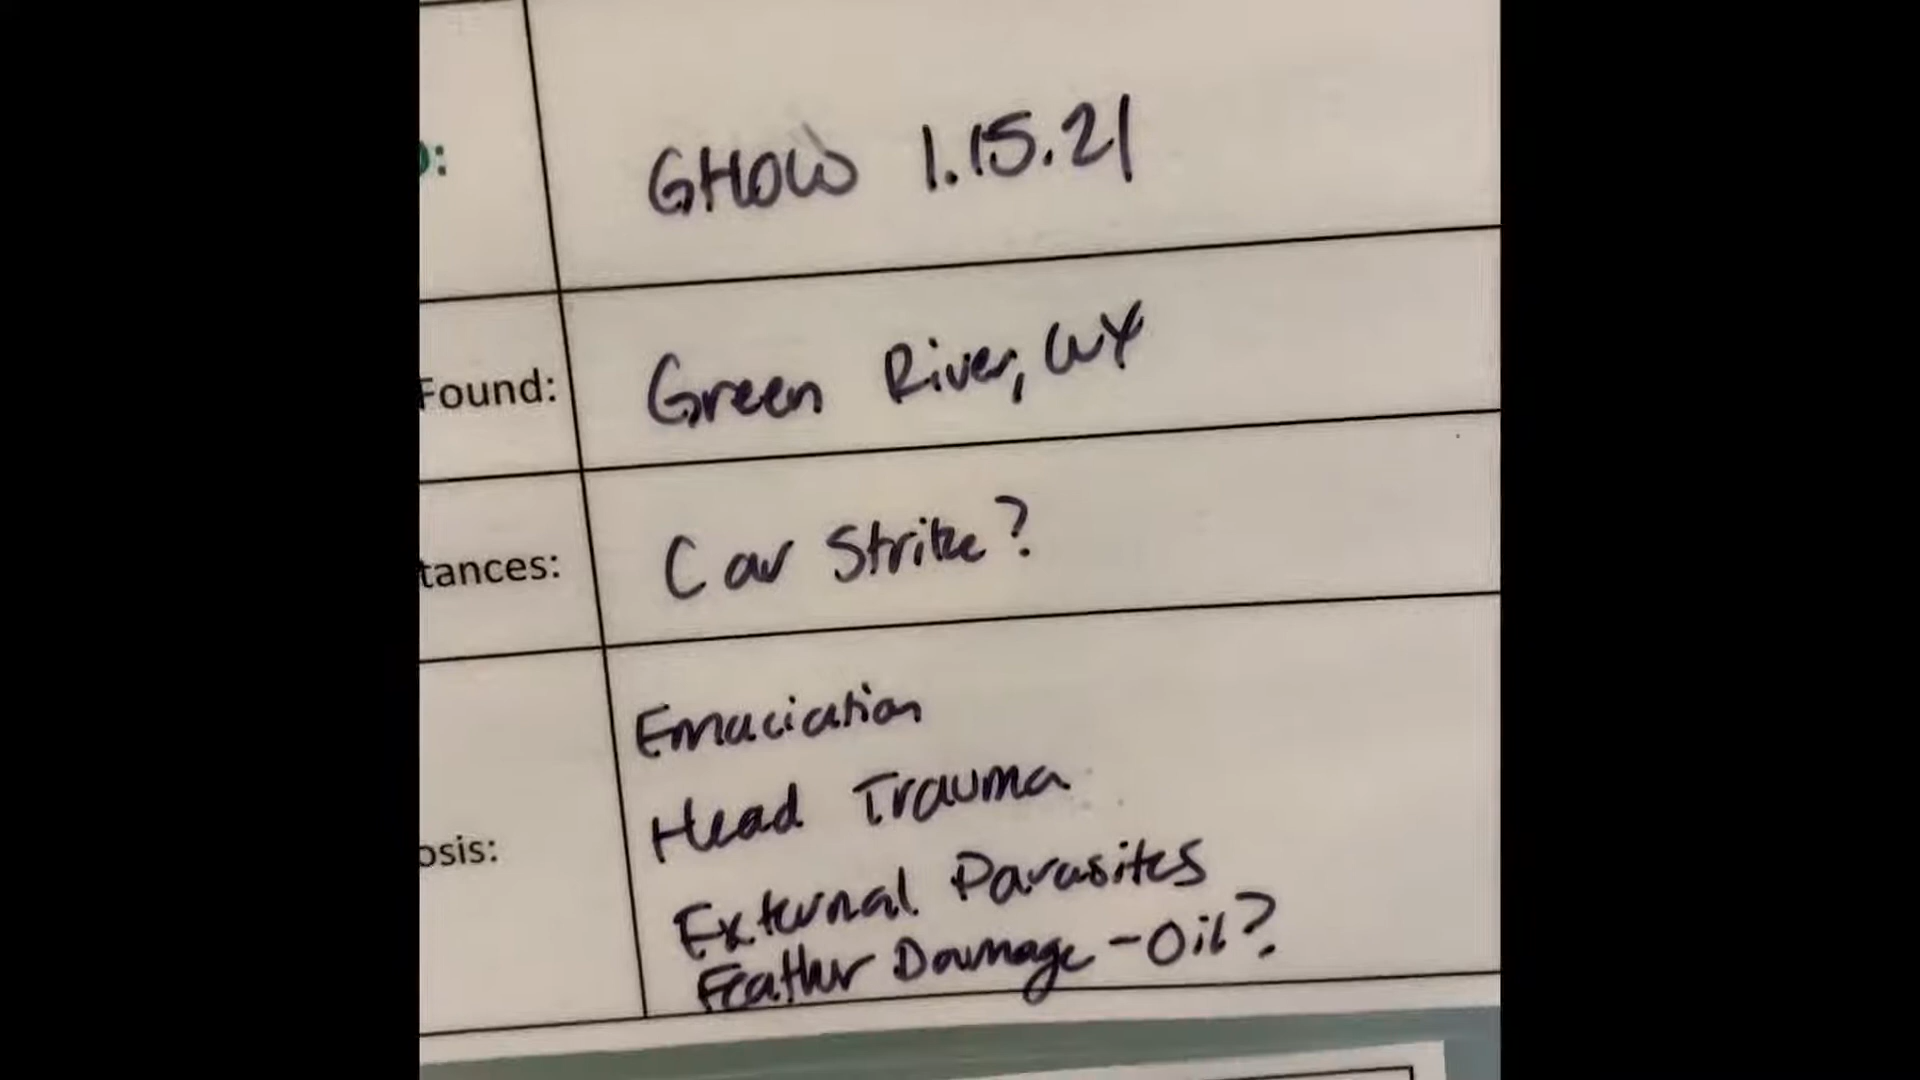 : GHOW 1.15.21
Found: Green River, WY
tances: Car Strike?
Emaciation
Head Trauma
osis:
External Parasites
Feather Damage - Oil?